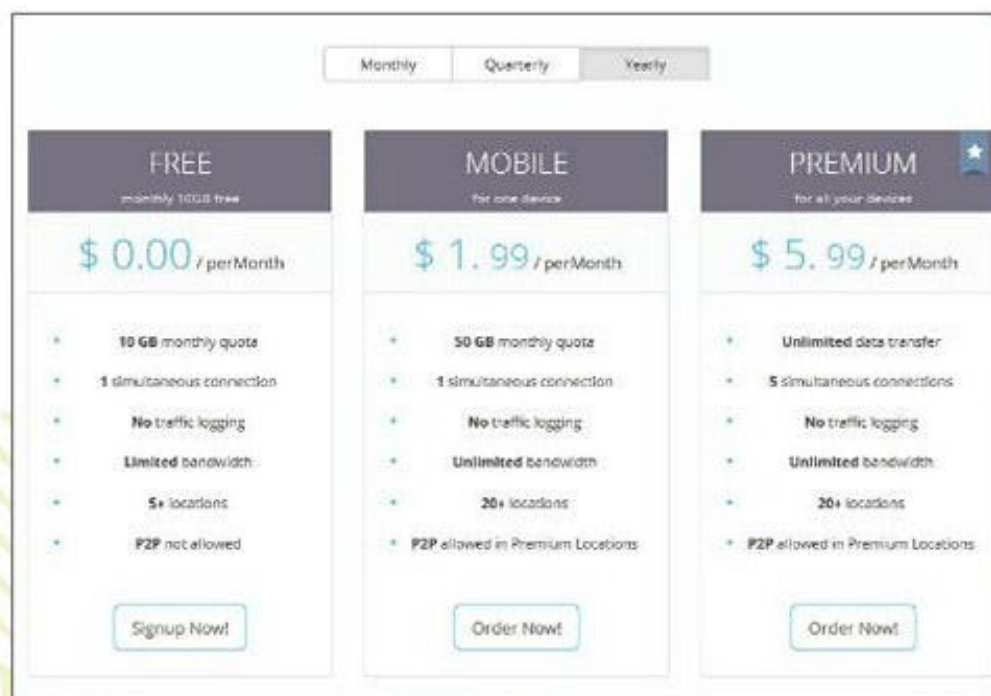 Monthly Quarterly Yearly
FREE
monthly 10GB free
$ 0.00 / perMonth
10 GB monthly quota
1 simultaneous connection
No traffic logging
Limited bandwidth
5+ locations
P2P not allowed
Signup Now!
MOBILE
for one device
$ 1. 99 / perMonth
50 GB monthly quota
1 simultaneous connection
No traffic logging
Unlimited bandwidth
20+ locations
P2P allowed in Premium Locations
Order Now!
PREMIUM
for all your devices
$ 5. 99 / perMonth
Unlimited data transfer
5 simultaneous connections
No traffic logging
Unlimited bandwidth
20+ locations
P2P allowed in Premium Locations
Order Now!